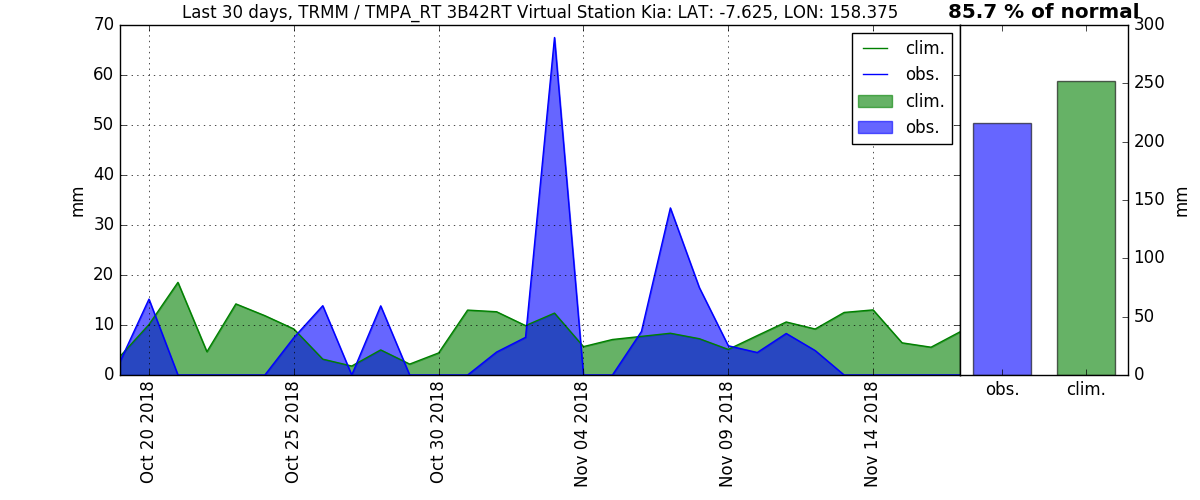 Last 30 days, TRMM / TMPA_RT 3B42RT Virtual Station Kia: LAT: -7.625, LON: 158.375
85.7 % of normal
70
60
50
40
30
20
10
0
mm
clim.
obs.
clim.
obs.
Oct 20 2018
Oct 25 2018
Oct 30 2018
Nov 04 2018
Nov 09 2018
Nov 14 2018
300
250
200
150
100
50
0
mm
obs.
clim.